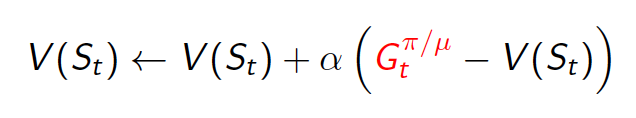 V(S_t) ← V(S_t) + α (G_t^{π/μ} − V(S_t))